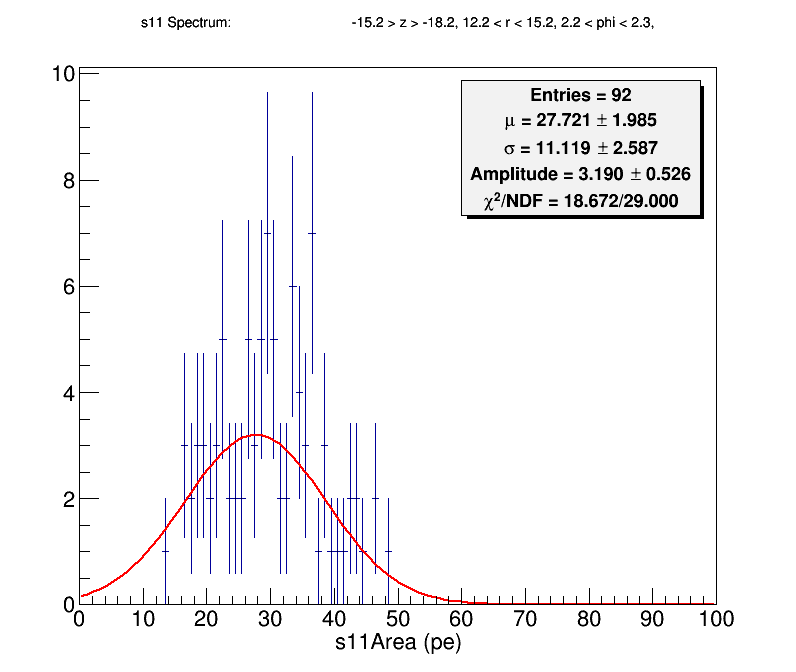 s11 Spectrum: -15.2 > z > -18.2, 12.2 < r < 15.2, 2.2 < phi < 2.3,
Entries = 92
μ = 27.721 ± 1.985
σ = 11.119 ± 2.587
Amplitude = 3.190 ± 0.526
χ²/NDF = 18.672/29.000
10
8
6
4
2
0
0 10 20 30 40 50 60 70 80 90 100
s11Area (pe)